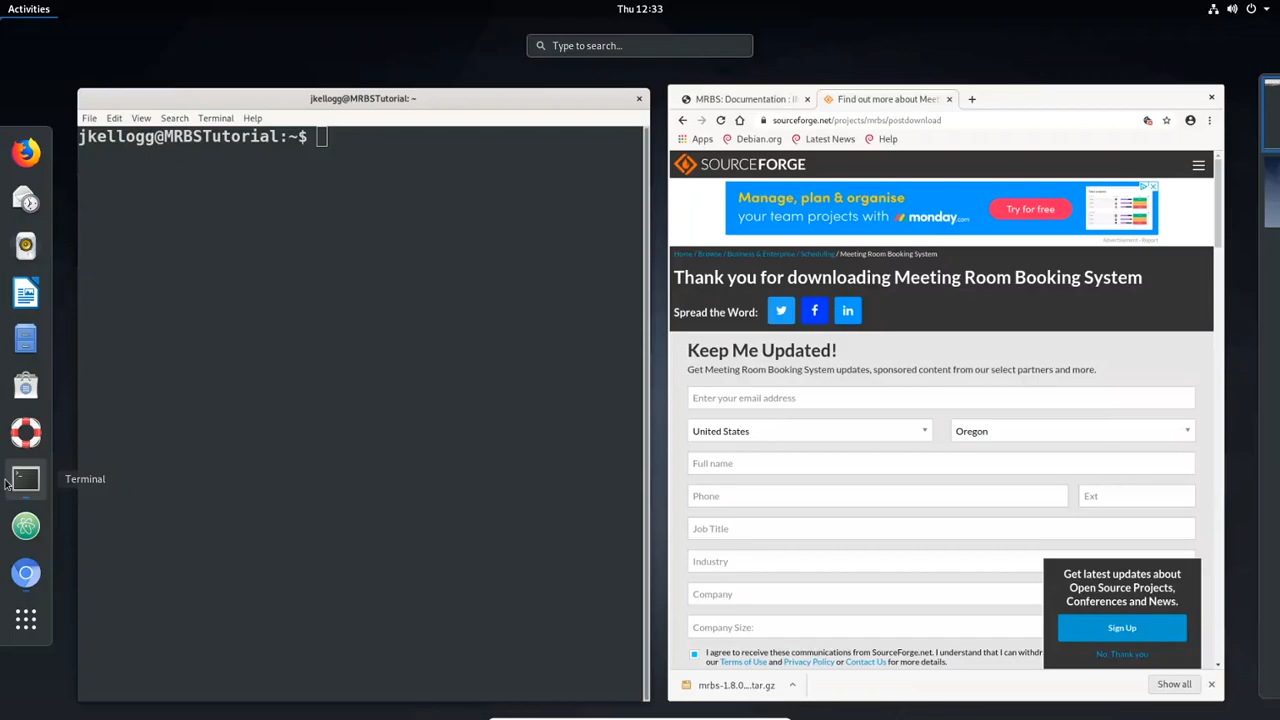 Activities
Thu 12:33
Type to search...
jkellogg@MRBSTutorial: ~
File Edit View Search Terminal Help
jkellogg@MRBSTutorial:~$
Terminal
MRBS: Documentation :
Find out more about Meet
sourceforge.net/projects/mrbs/postdownload
Apps Debian.org Latest News Help
SOURCEFORGE
Manage, plan & organise
your team projects with monday.com
Try for free
Advertisement - Report
Home / Browse / Business & Enterprise / Scheduling / Meeting Room Booking System
Thank you for downloading Meeting Room Booking System
Spread the Word:
Keep Me Updated!
Get Meeting Room Booking System updates, sponsored content from our select partners and more.
Enter your email address
United States
Oregon
Full name
Phone
Ext
Job Title
Industry
Company
Company Size:
I agree to receive these communications from SourceForge.net. I understand that I can withdr
our Terms of Use and Privacy Policy or Contact Us for more details.
Get latest updates about
Open Source Projects,
Conferences and News.
Sign Up
No, Thank you
mrbs-1.8.0....tar.gz
Show all